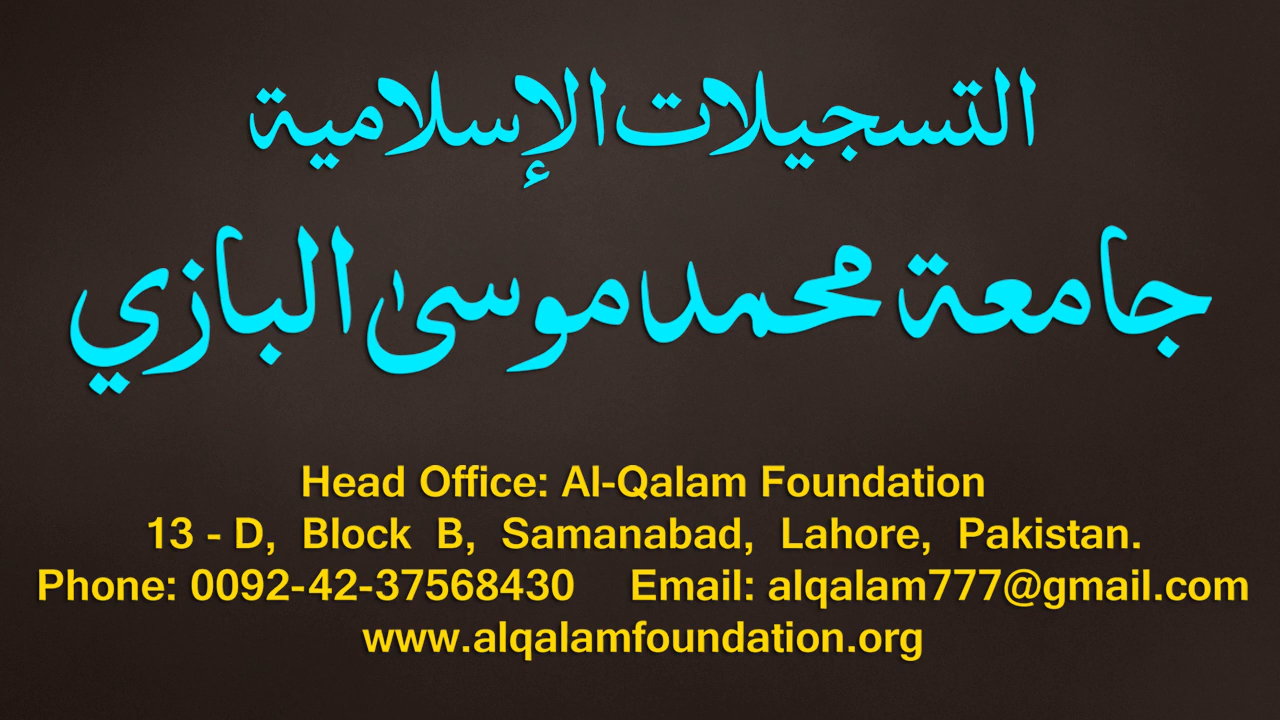 التسجيلات الإسلامية
جامعة محمد موسىٰ البازي
Head Office: Al-Qalam Foundation
13 - D, Block B, Samanabad, Lahore, Pakistan.
Phone: 0092-42-37568430 Email: alqalam777@gmail.com
www.alqalamfoundation.org